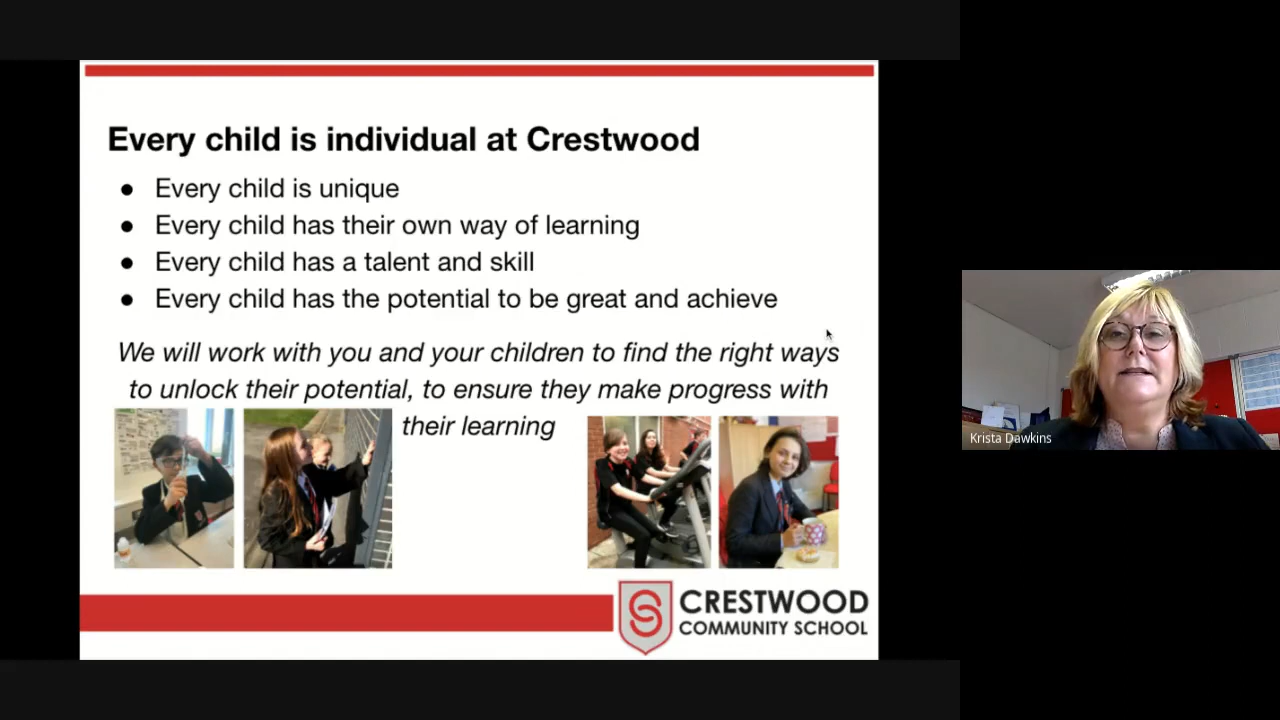 Every child is individual at Crestwood
● Every child is unique
● Every child has their own way of learning
● Every child has a talent and skill
● Every child has the potential to be great and achieve
We will work with you and your children to find the right ways
to unlock their potential, to ensure they make progress with
their learning
CRESTWOOD
COMMUNITY SCHOOL
Krista Dawkins